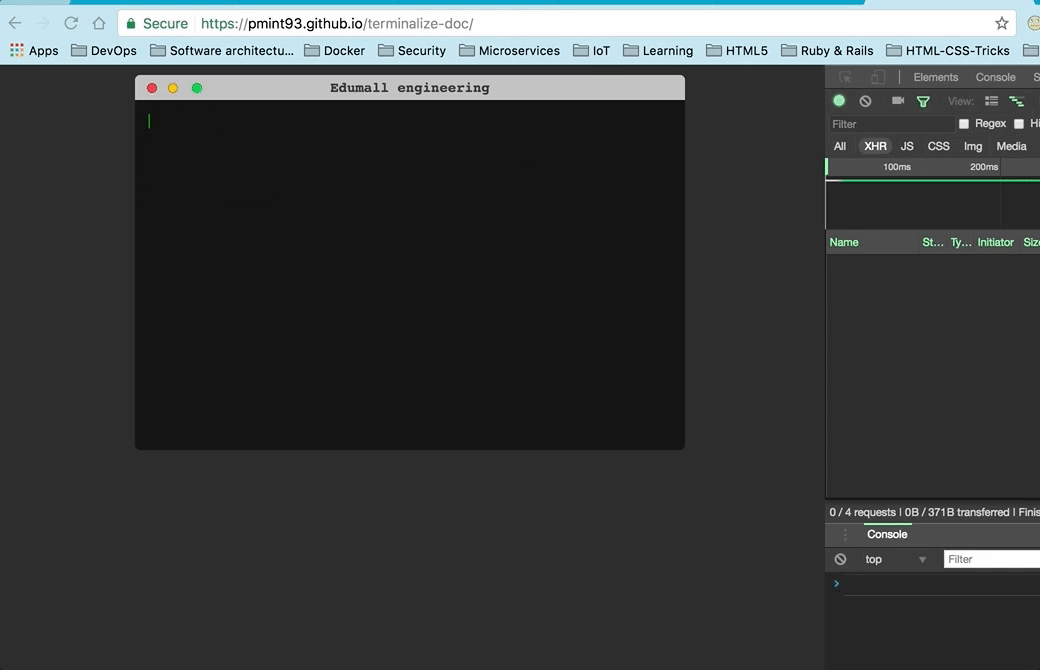 Secure https://pmint93.github.io/terminalize-doc/
Apps DevOps Software architectu... Docker Security Microservices IoT Learning HTML5 Ruby & Rails HTML-CSS-Tricks
Edumall engineering
Elements Console S
View:
Filter Regex Hi
All XHR JS CSS Img Media
100ms 200ms
Name St... Ty... Initiator Size
0 / 4 requests | 0B / 371B transferred | Finis
Console
top Filter